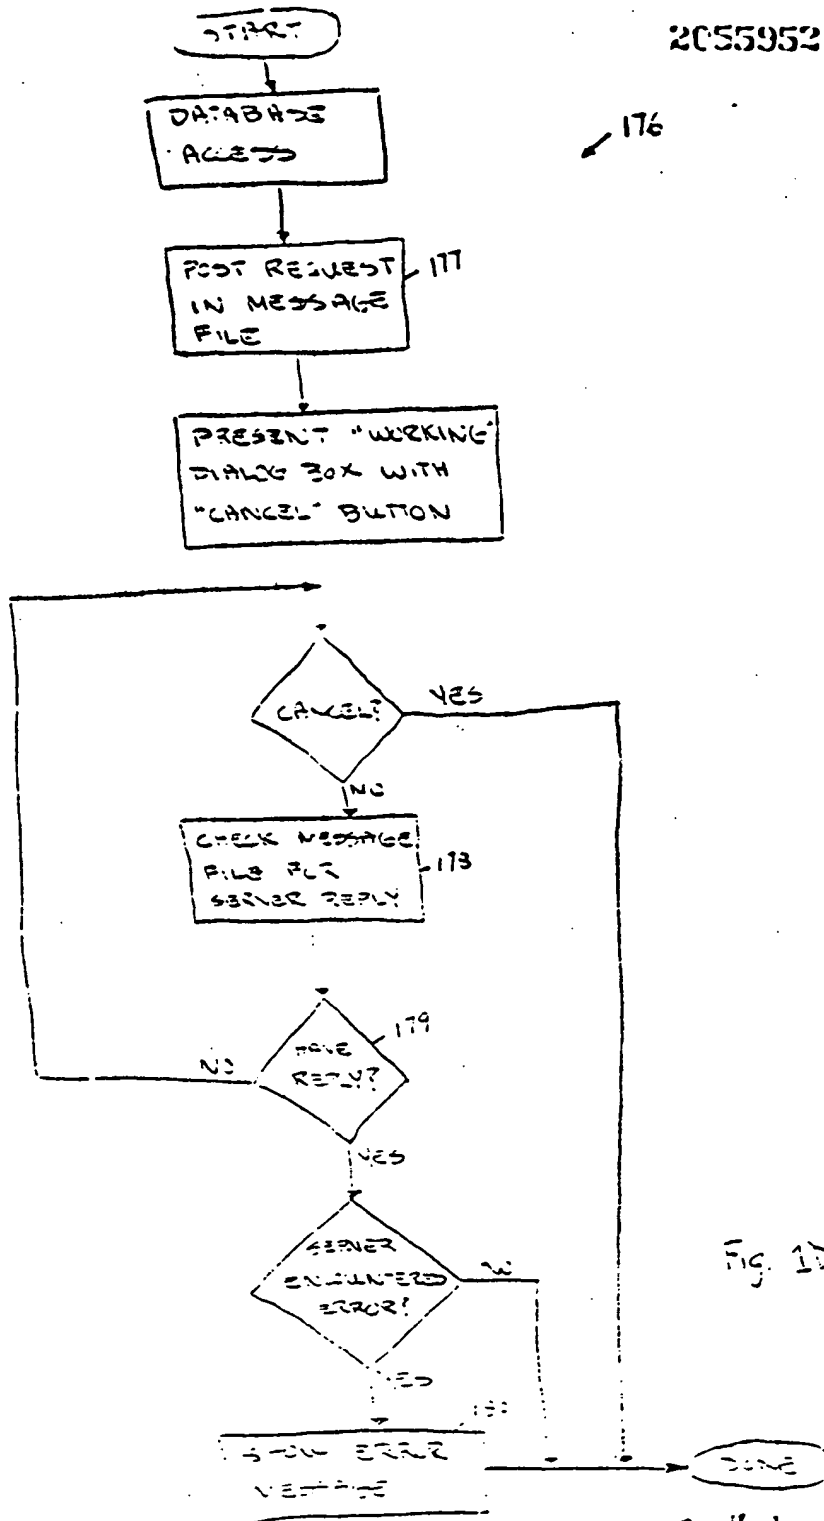 START
2055952
DATABASE
ACCESS
176
POST REQUEST
IN MESSAGE
FILE
177
PRESENT "WORKING"
DIALOG BOX WITH
"CANCEL" BUTTON
CANCEL?
YES
NO
CHECK MESSAGE
FILE FOR
SERVER REPLY
178
HAVE
REPLY?
179
NO
YES
SERVER
ENCOUNTERED
ERROR?
NO
YES
Fig.
SHOW ERROR
MESSAGE
DONE